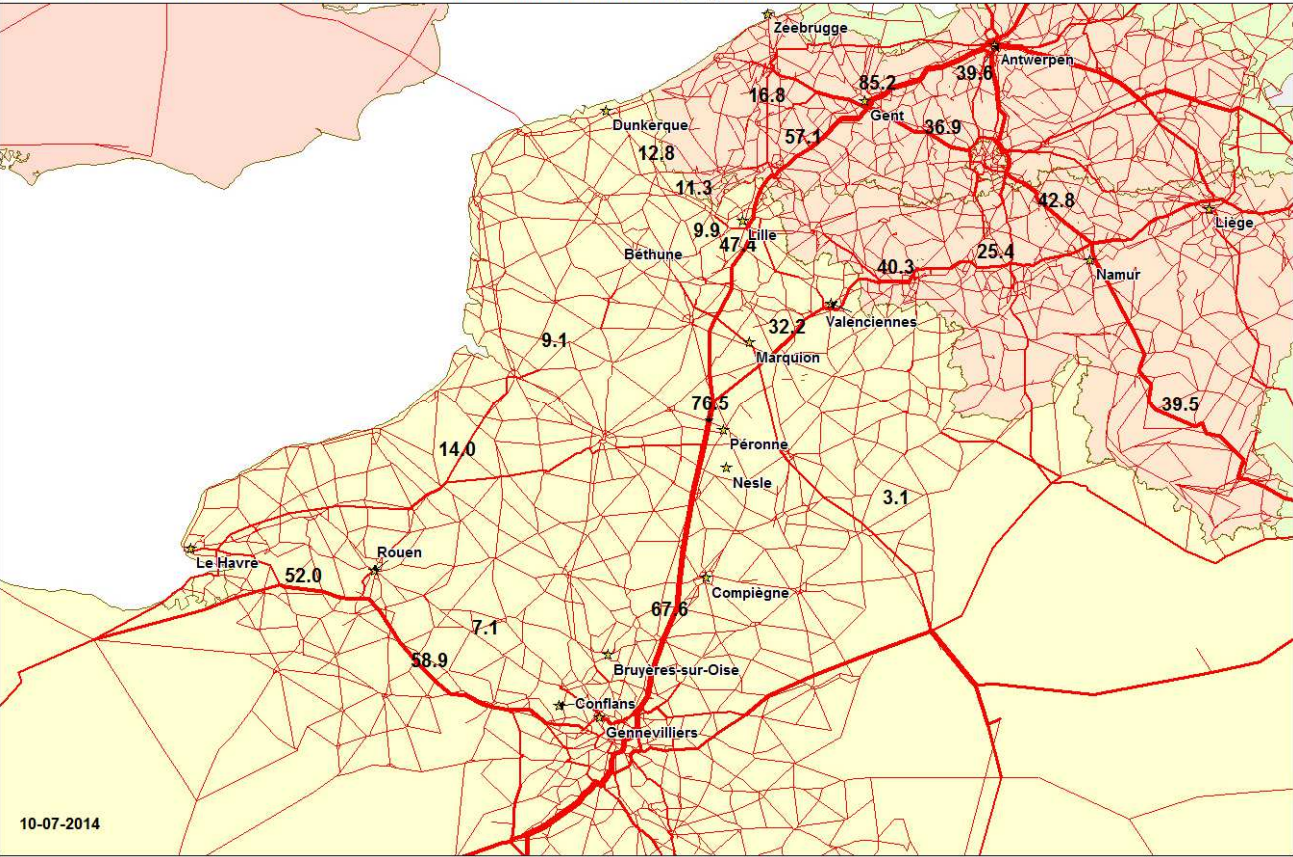 Zeebrugge
Antwerpen
39.6
85.2
16.8
Gent
Dunkerque
36.9
57.1
12.8
11.3
42.8
Liège
9.9
Lille
47.4
Béthune
25.4
40.3
Namur
Valenciennes
32.2
9.1
Marquion
76.5
39.5
Péronne
14.0
Nesle
3.1
Rouen
Le Havre
52.0
Compiègne
67.6
7.1
58.9
Bruyères-sur-Oise
Conflans
Gennevilliers
10-07-2014